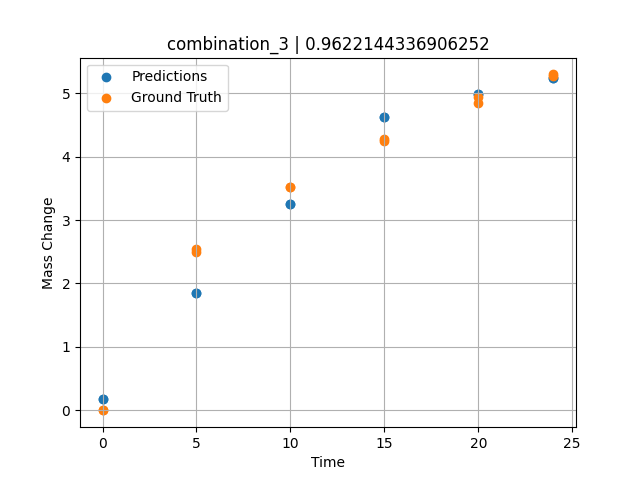 combination_3 | 0.9622144336906252
Predictions
Ground Truth
Mass Change
5
4
3
2
1
0
0 5 10 15 20 25
Time